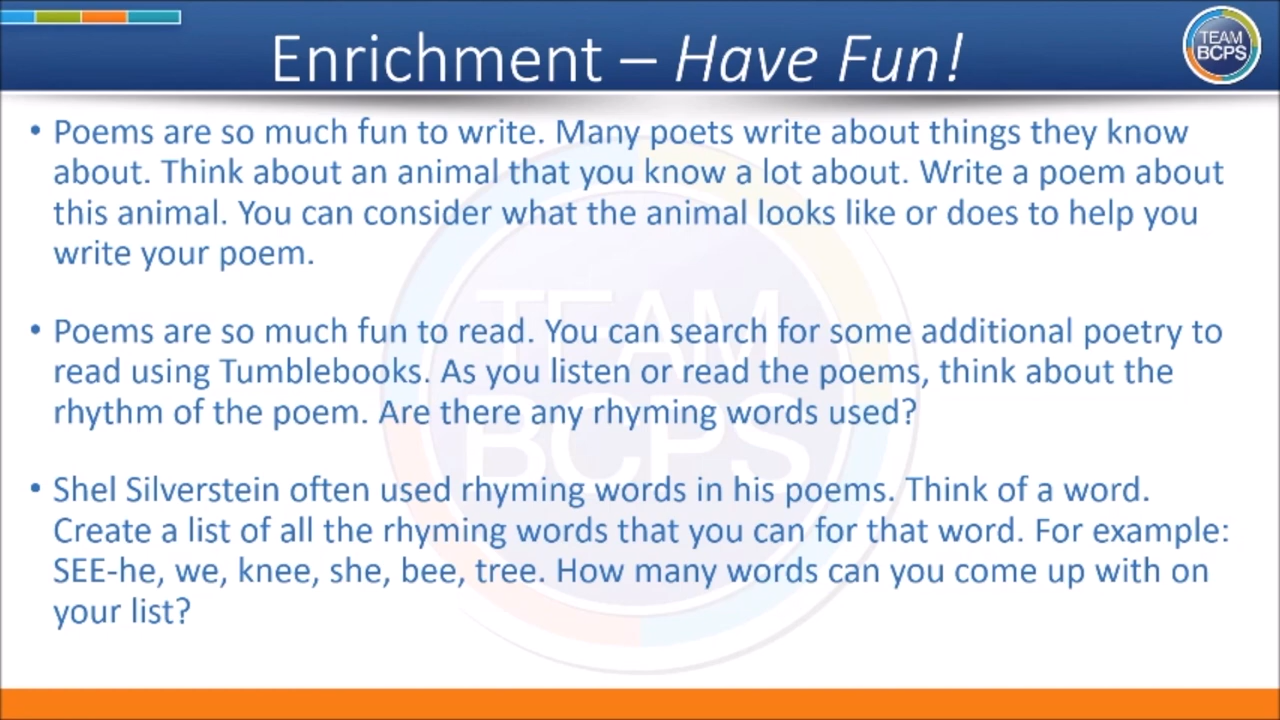 Enrichment – Have Fun!
TEAM
BCPS
• Poems are so much fun to write. Many poets write about things they know
about. Think about an animal that you know a lot about. Write a poem about
this animal. You can consider what the animal looks like or does to help you
write your poem.
• Poems are so much fun to read. You can search for some additional poetry to
read using Tumblebooks. As you listen or read the poems, think about the
rhythm of the poem. Are there any rhyming words used?
• Shel Silverstein often used rhyming words in his poems. Think of a word.
Create a list of all the rhyming words that you can for that word. For example:
SEE-he, we, knee, she, bee, tree. How many words can you come up with on
your list?
TEAM
BCPS